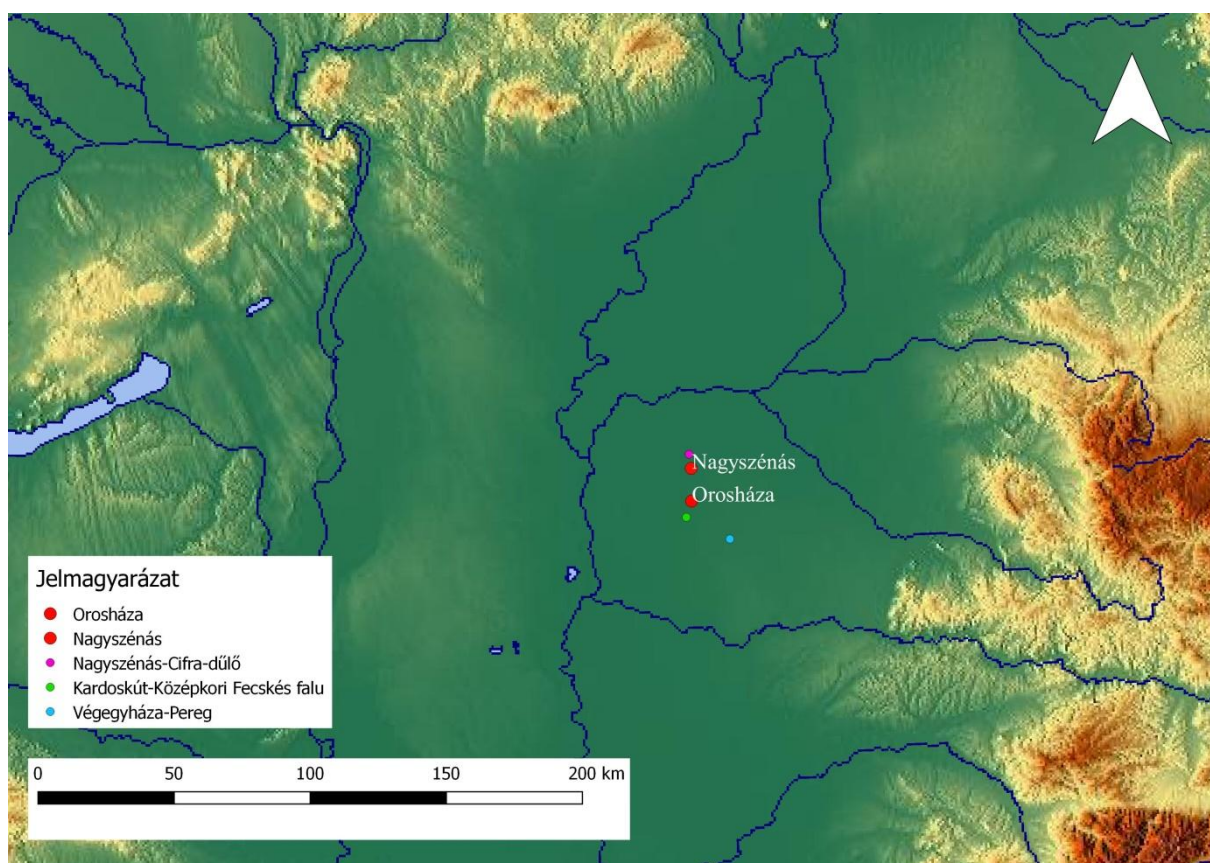 Nagyszénás
Orosháza
Jelmagyarázat
Orosháza
Nagyszénás
Nagyszénás-Cifra-dűlő
Kardoskút-Középkori Fecskés falu
Végegyháza-Pereg
0 50 100 150 200 km